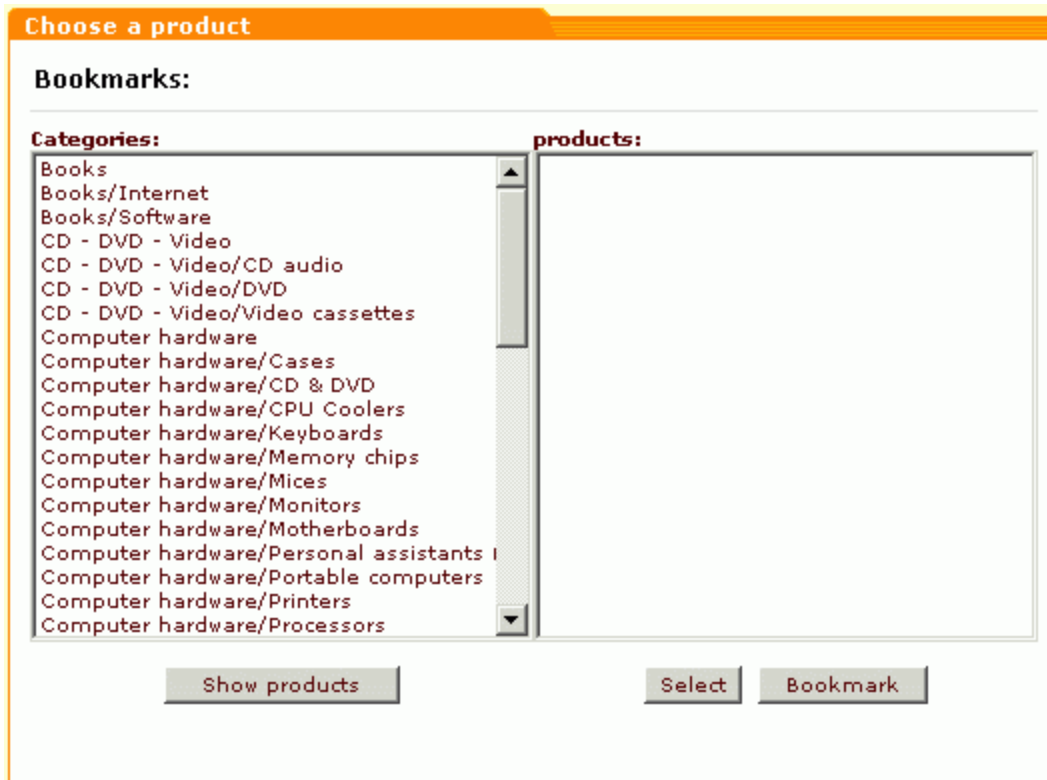 Choose a product
Bookmarks:
Categories:
products:
Books
Books/Internet
Books/Software
CD - DVD - Video
CD - DVD - Video/CD audio
CD - DVD - Video/DVD
CD - DVD - Video/Video cassettes
Computer hardware
Computer hardware/Cases
Computer hardware/CD & DVD
Computer hardware/CPU Coolers
Computer hardware/Keyboards
Computer hardware/Memory chips
Computer hardware/Mices
Computer hardware/Monitors
Computer hardware/Motherboards
Computer hardware/Personal assistants
Computer hardware/Portable computers
Computer hardware/Printers
Computer hardware/Processors
Show products
Select
Bookmark